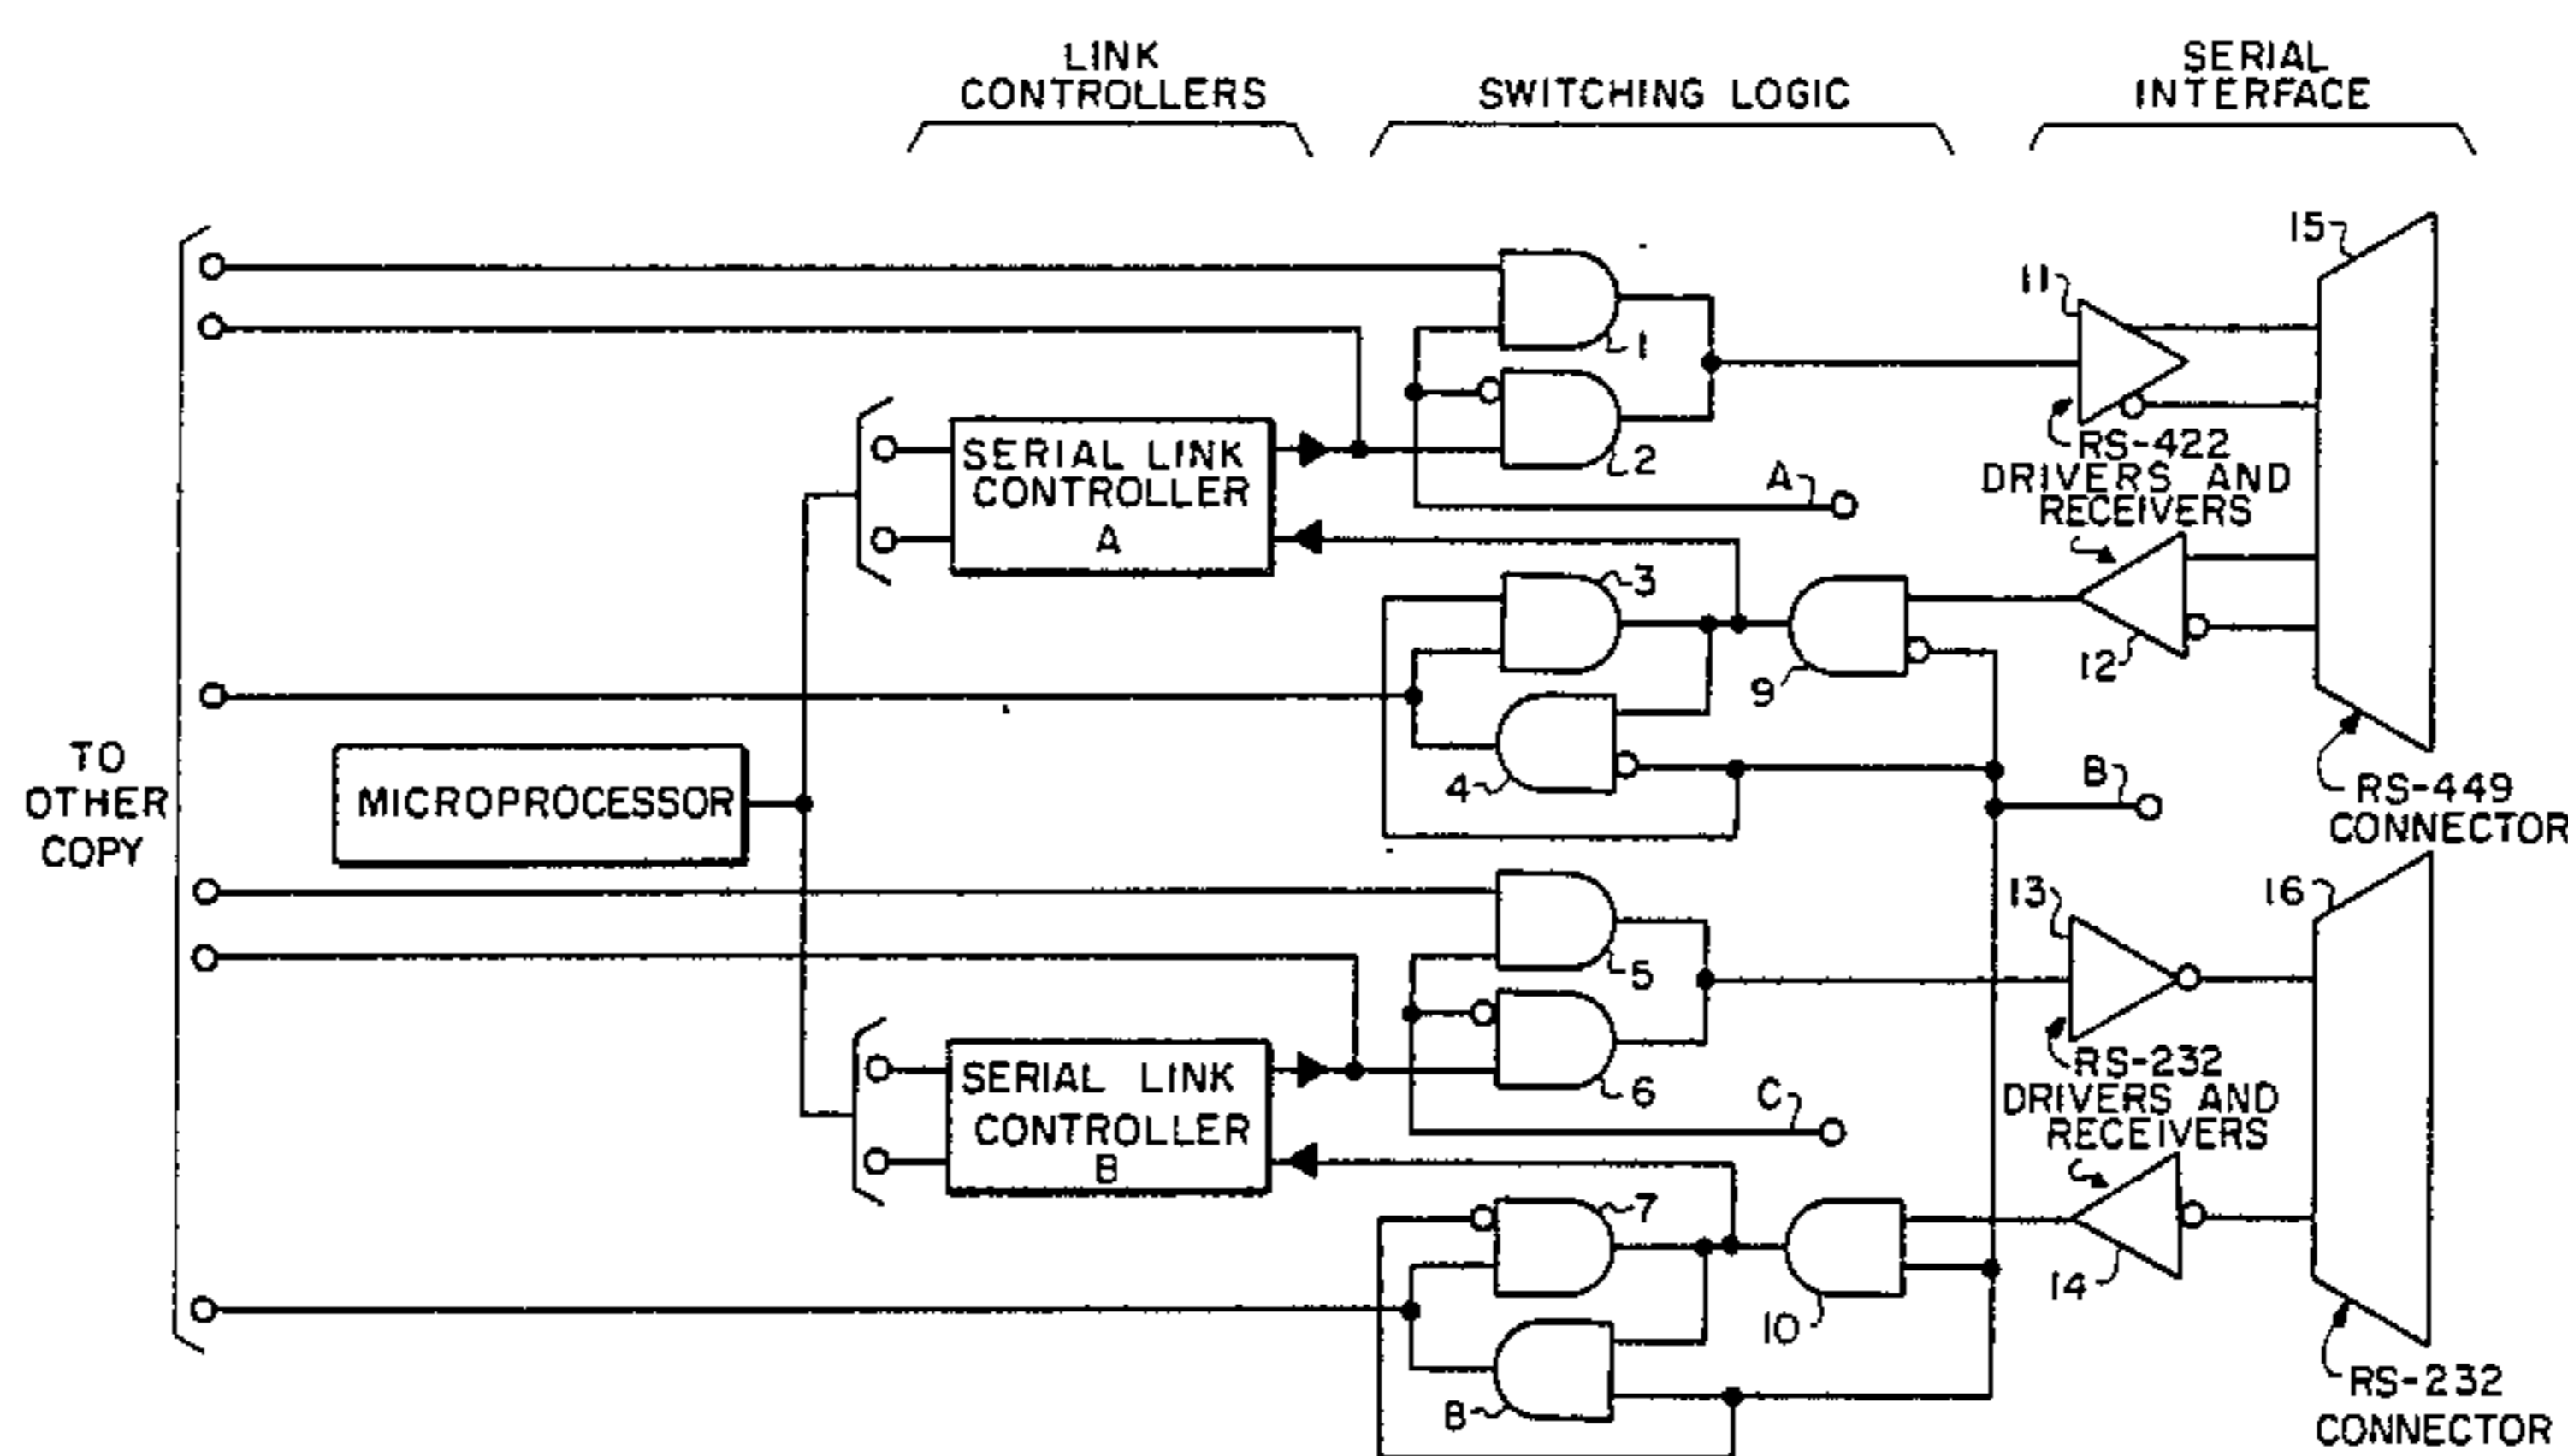 LINK
CONTROLLERS
SWITCHING LOGIC
SERIAL
INTERFACE
15
11
1
2
A
RS-422
DRIVERS AND
RECEIVERS
SERIAL LINK
CONTROLLER
A
3
9
12
4
B
RS-449
CONNECTOR
TO
OTHER
COPY
MICROPROCESSOR
13
16
5
6
C
RS-232
DRIVERS AND
RECEIVERS
SERIAL LINK
CONTROLLER
B
7
10
14
8
RS-232
CONNECTOR